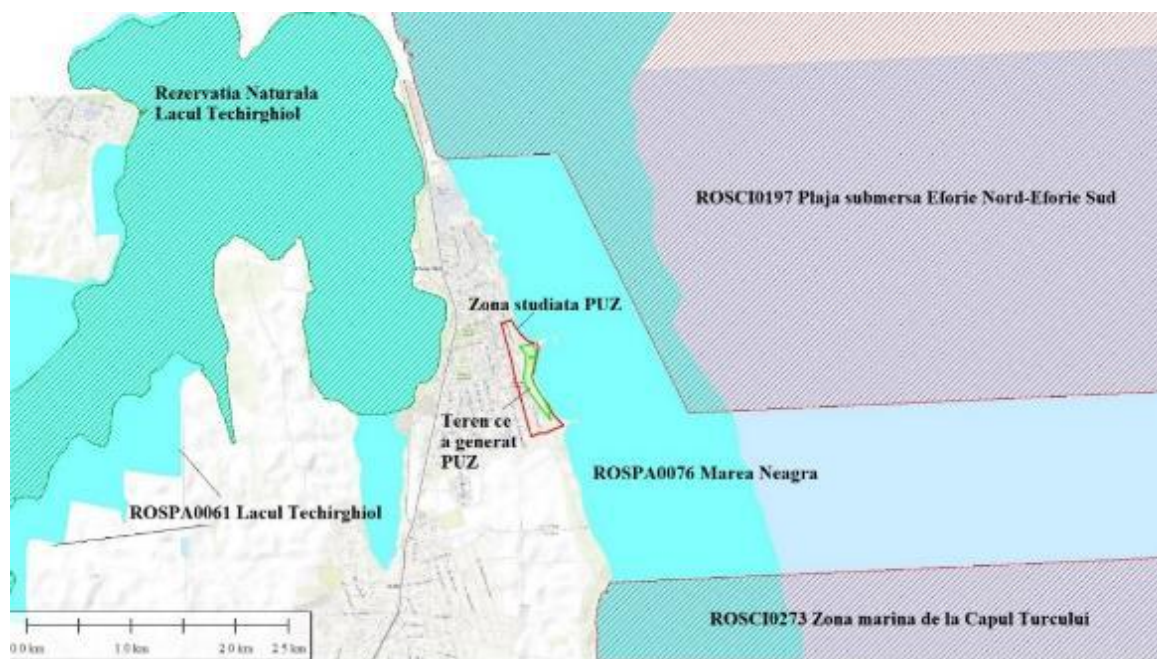 Rezervatia Naturala
Lacul Techirghiol
ROSCI0197 Plaja submersa Eforie Nord-Eforie Sud
Zona studiata PUZ
Teren ce
a generat
PUZ
ROSPA0076 Marea Neagra
ROSPA0061 Lacul Techirghiol
ROSCI0273 Zona marina de la Capul Turcului